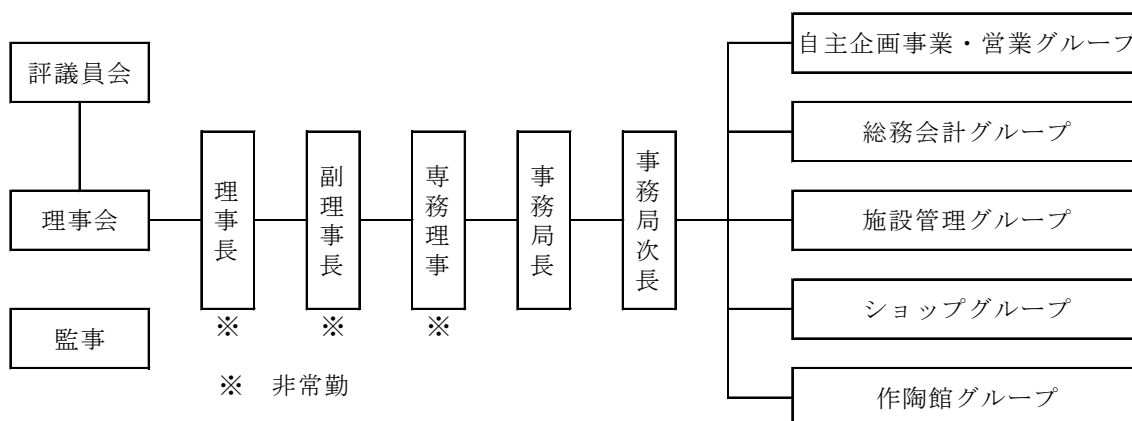 評議員会
理事会
監事
理事長
副理事長
専務理事
事務局長
事務局次長
※
※
※
※　非常勤
自主企画事業・営業グループ
総務会計グループ
施設管理グループ
ショップグループ
作陶館グループ